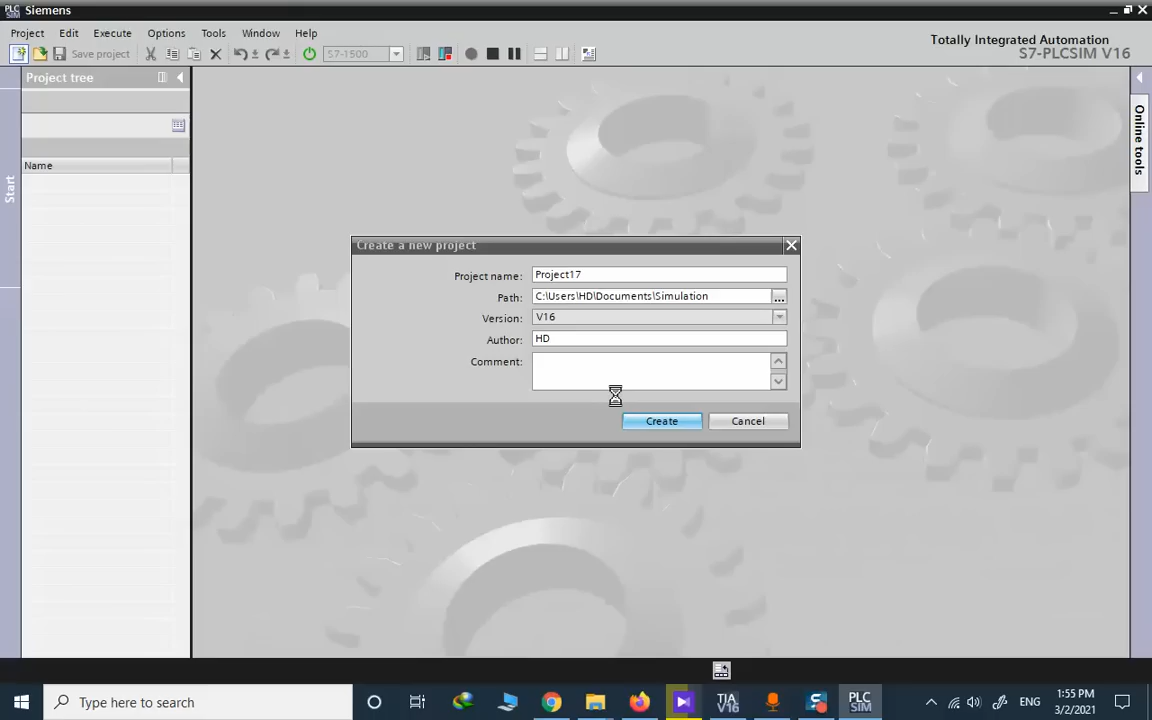 PLC SIM Siemens
Project Edit Execute Options Tools Window Help
Totally Integrated Automation
Save project S7-1500
S7-PLCSIM V16
Project tree
Online tools
Name
Start
Create a new project
Project name: Project17
Path: C:\Users\HD\Documents\Simulation ...
Version: V16
Author: HD
Comment:
Create Cancel
Type here to search
TIA V16
PLC SIM
ENG
1:55 PM
3/2/2021